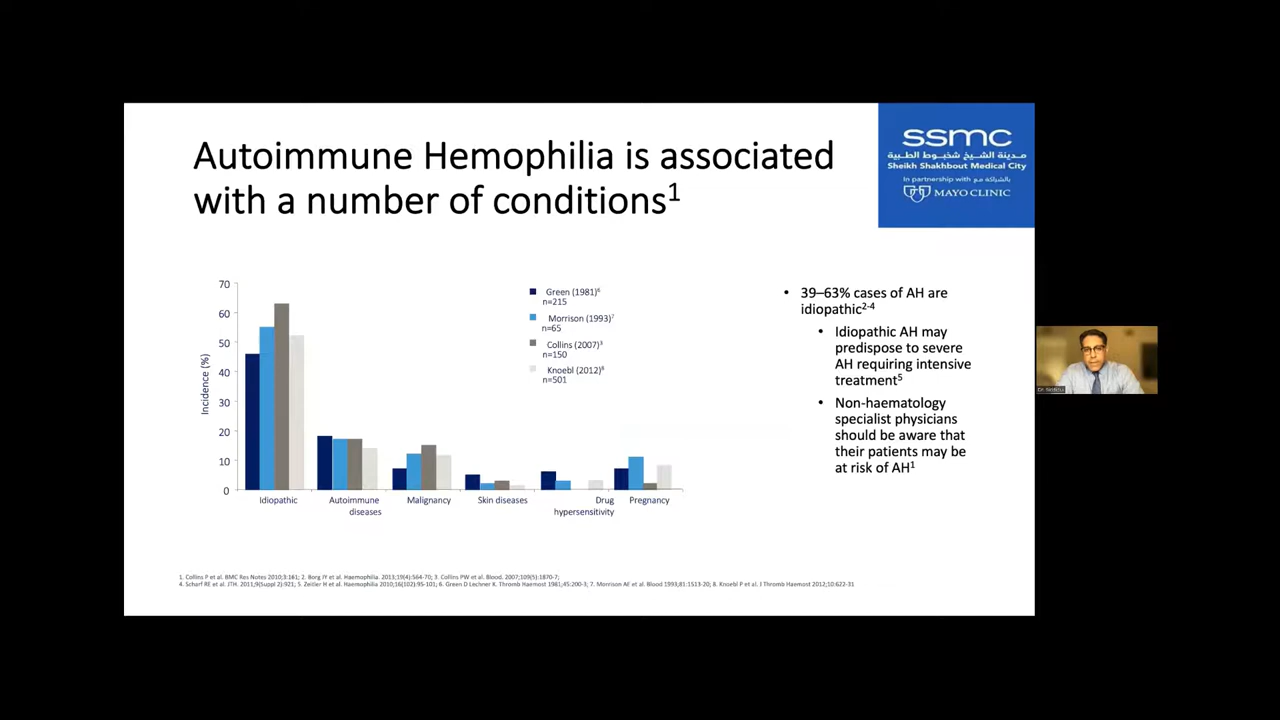 Autoimmune Hemophilia is associated
with a number of conditions1
ssmc
مدينة الشيخ شخبوط الطبية
Sheikh Shakhbout Medical City
In partnership with بالشراكة مع
MAYO CLINIC
70
60
50
40
30
20
10
0
Incidence (%)
Green (1981)6
n=215
Morrison (1993)7
n=65
Collins (2007)3
n=150
Knoebl (2012)8
n=501
Idiopathic
Autoimmune
diseases
Malignancy
Skin diseases
Drug
hypersensitivity
Pregnancy
• 39–63% cases of AH are
idiopathic2-4
• Idiopathic AH may
predispose to severe
AH requiring intensive
treatment5
• Non-haematology
specialist physicians
should be aware that
their patients may be
at risk of AH1
1. Collins P et al. BMC Res Notes 2010;3:161; 2. Borg JY et al. Haemophilia. 2013;19(4):564-70; 3. Collins PW et al. Blood. 2007;109(5):1870-7;
4. Scharf RE et al. JTH. 2011;9(Suppl 2):921; 5. Zeitler H et al. Haemophilia 2010;16(102):95-101; 6. Green D Lechner K. Thromb Haemost 1981;45:200-3; 7. Morrison AE et al. Blood 1993;81:1513-20; 8. Knoebl P et al. J Thromb Haemost 2012;10:622-31